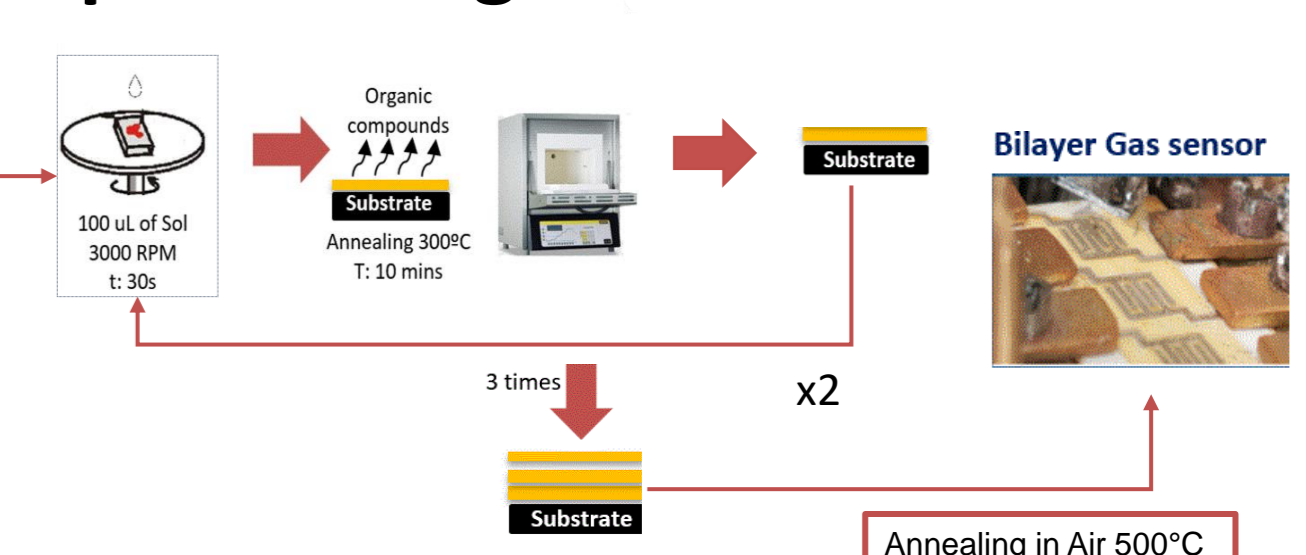 100 uL of Sol
3000 RPM
t: 30s
Organic
compounds
Substrate
Annealing 300ºC
T: 10 mins
Substrate
Bilayer Gas sensor
3 times
x2
Substrate
Annealing in Air 500°C